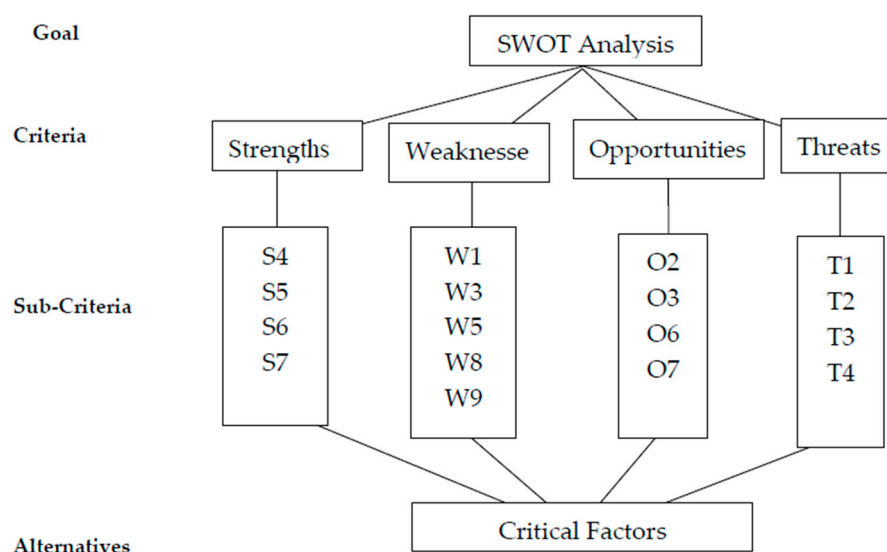 Goal
SWOT Analysis
Criteria
Strengths
Weaknesse
Opportunities
Threats
Sub-Criteria
S4
S5
S6
S7
W1
W3
W5
W8
W9
O2
O3
O6
O7
T1
T2
T3
T4
Critical Factors
Alternatives